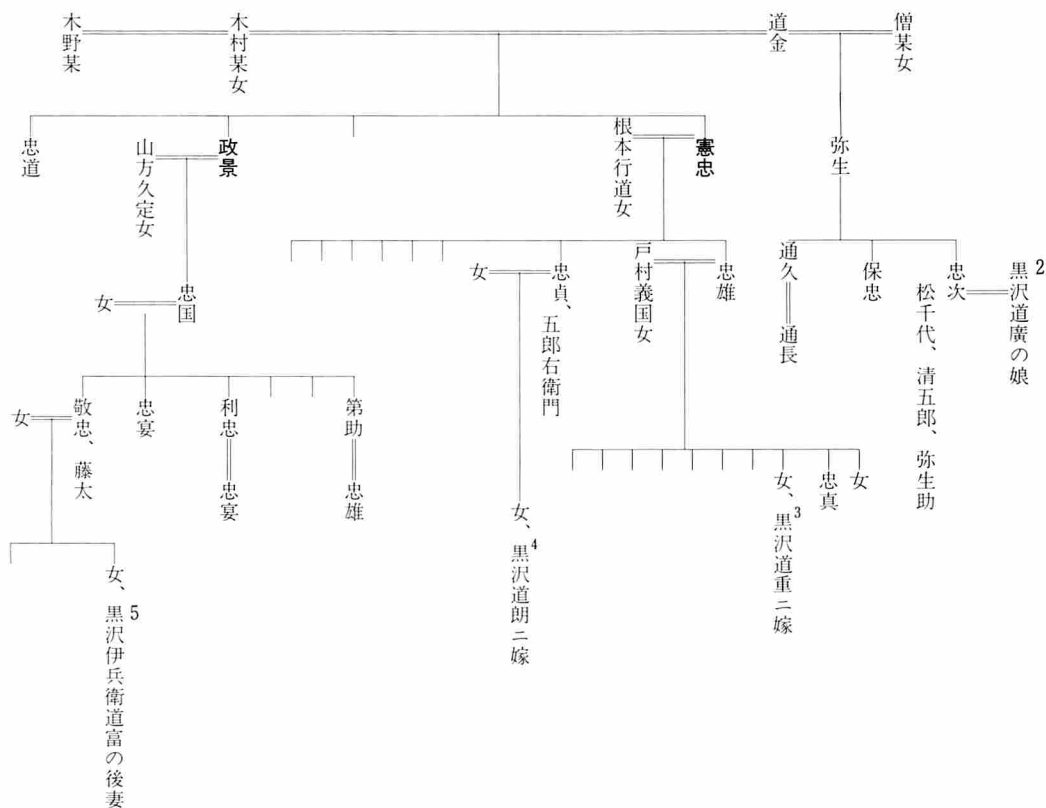 僧某女
道金
木村某女
木野某
弥生
憲忠
根本行道女
政景
山方久定女
忠道
黒沢道廣の娘
2
忠次
松千代、清五郎、弥生助
保忠
通久
通長
忠雄
戸村義国女
忠貞、五郎右衛門
女
忠国
女
女
忠真
女、黒沢道重ニ嫁
3
女、黒沢道朗ニ嫁
4
第助
忠雄
利忠
忠宴
忠宴
敬忠、藤太
女
女、黒沢伊兵衛道富の後妻
5